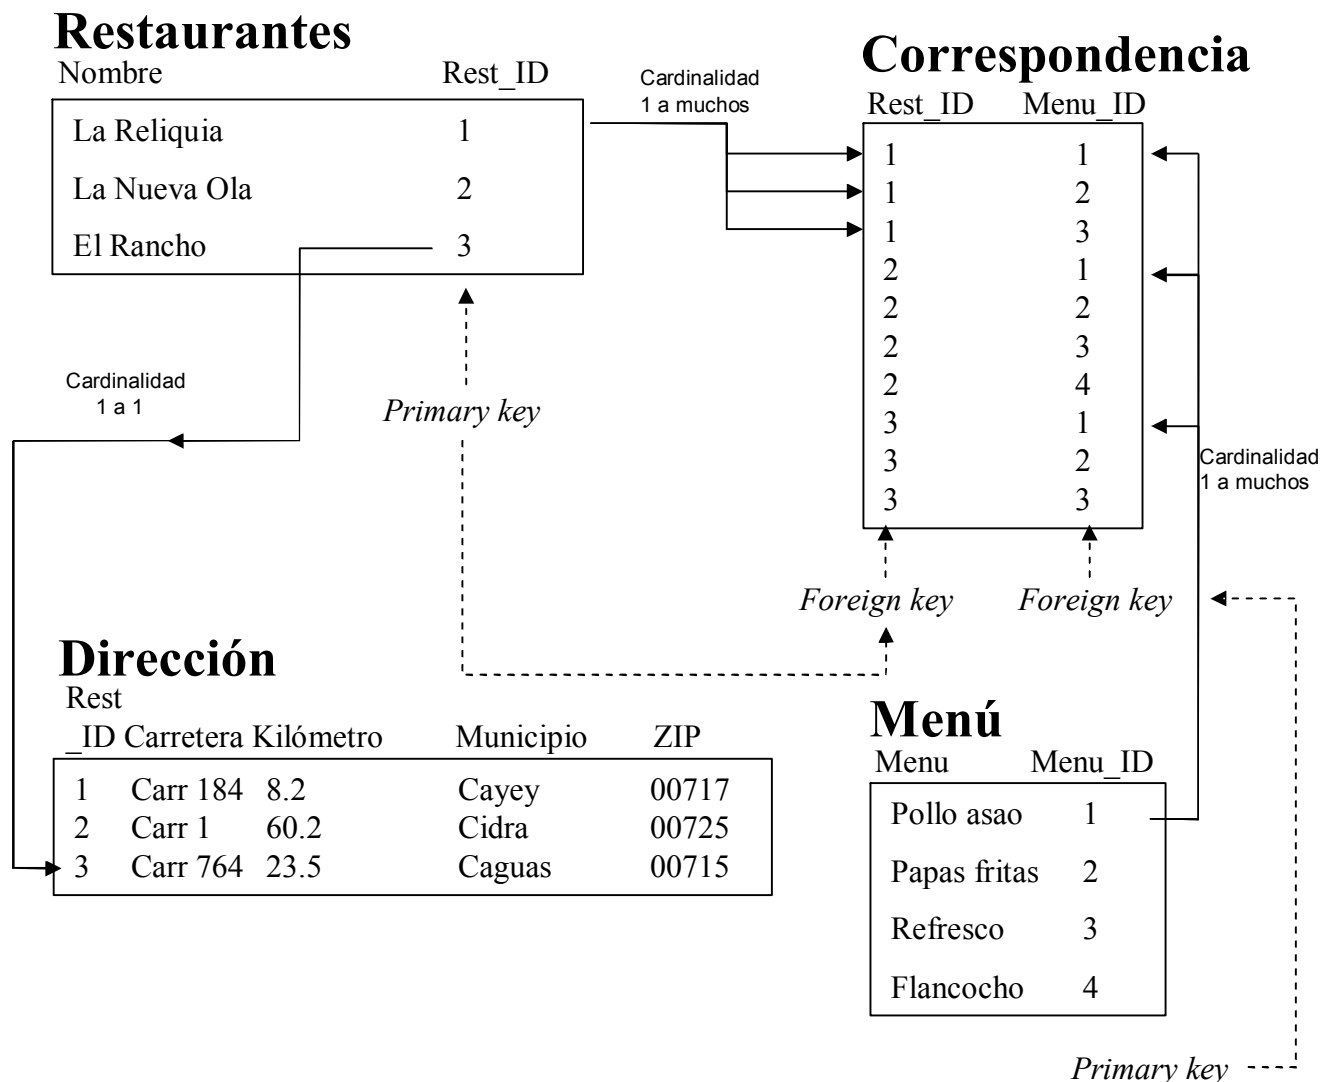 Restaurantes
Nombre Rest_ID
La Reliquia 1
La Nueva Ola 2
El Rancho 3
Cardinalidad
1 a muchos
Correspondencia
Rest_ID Menu_ID
1 1
1 2
1 3
2 1
2 2
2 3
2 4
3 1
3 2
3 3
Cardinalidad
1 a 1
Primary key
Cardinalidad
1 a muchos
Foreign key Foreign key
Dirección
Rest
_ID Carretera Kilómetro Municipio ZIP
1 Carr 184 8.2 Cayey 00717
2 Carr 1 60.2 Cidra 00725
3 Carr 764 23.5 Caguas 00715
Menú
Menu Menu_ID
Pollo asao 1
Papas fritas 2
Refresco 3
Flancocho 4
Primary key